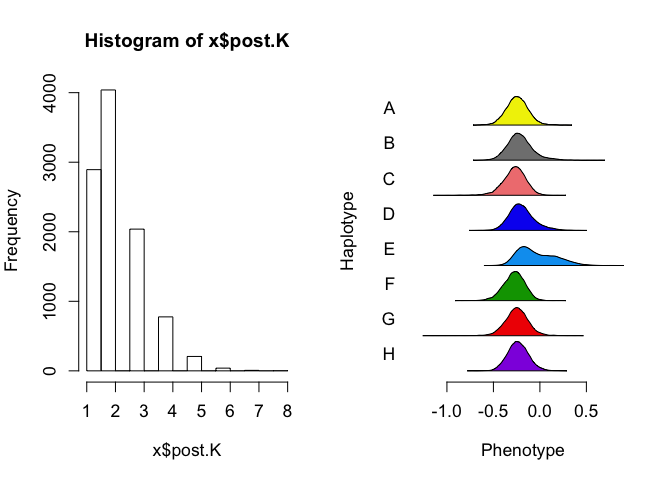 Histogram of x$post.K
Frequency
0
1000
2000
3000
4000
1 2 3 4 5 6 7 8
x$post.K
Haplotype
A
B
C
D
E
F
G
H
-1.0 -0.5 0.0 0.5
Phenotype